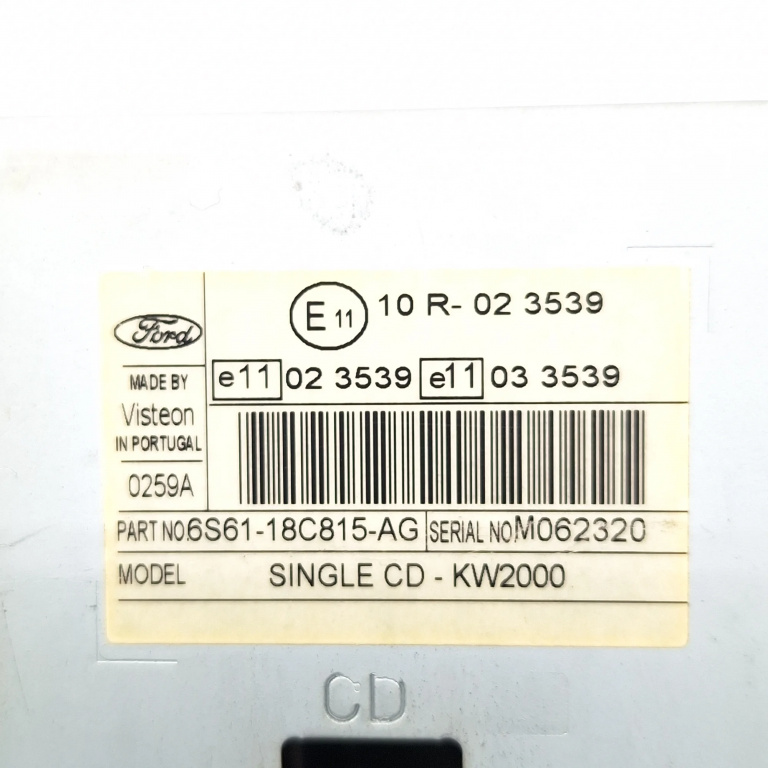 E 11 10 R- 02 3539
Ford
e11 02 3539 e11 03 3539
MADE BY
Visteon
IN PORTUGAL
0259A
PART NO. 6S61-18C815-AG SERIAL NO. M062320
MODEL SINGLE CD - KW2000
CD